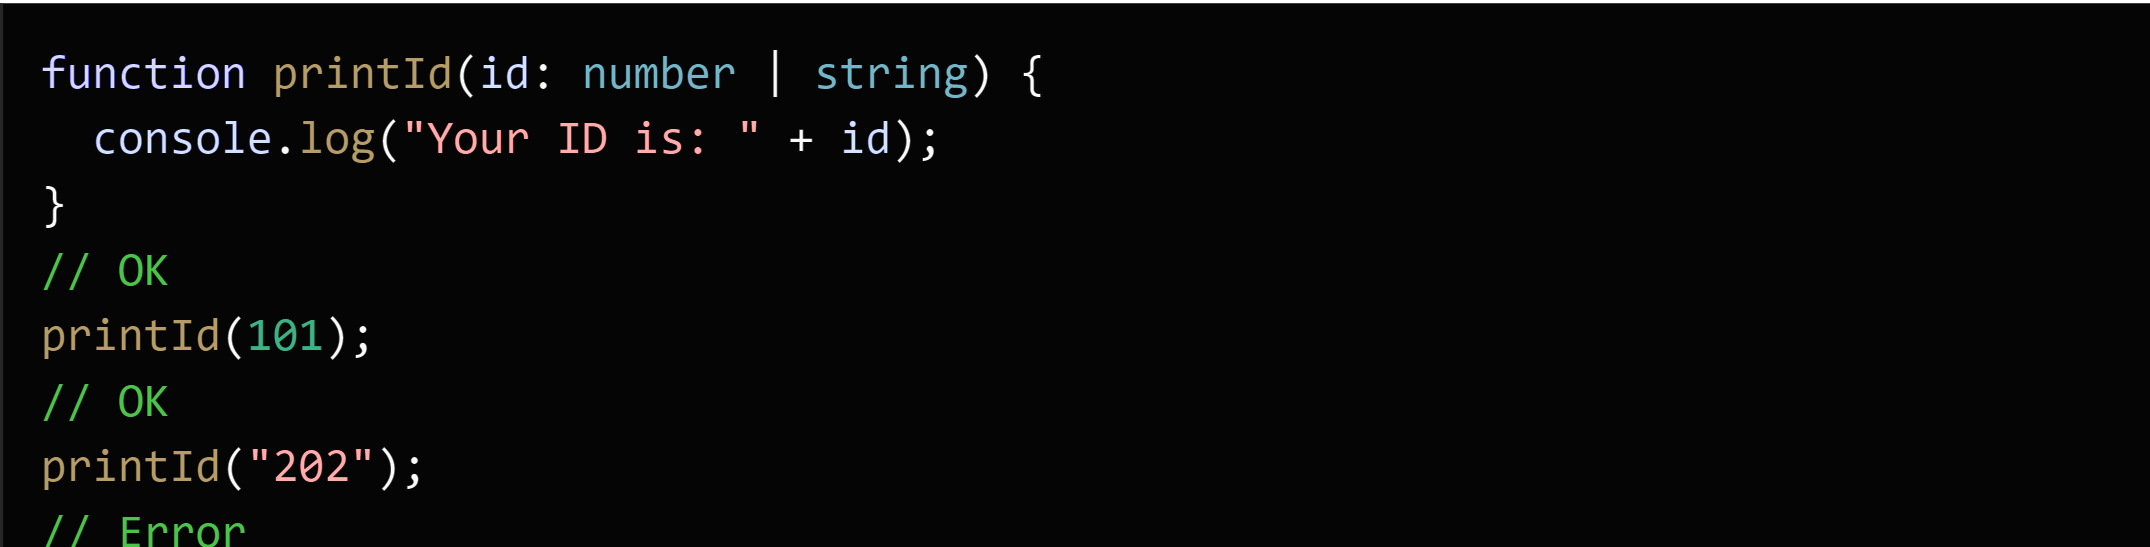 function printId(id: number | string) {
  console.log("Your ID is: " + id);
}
// OK
printId(101);
// OK
printId("202");
// Error